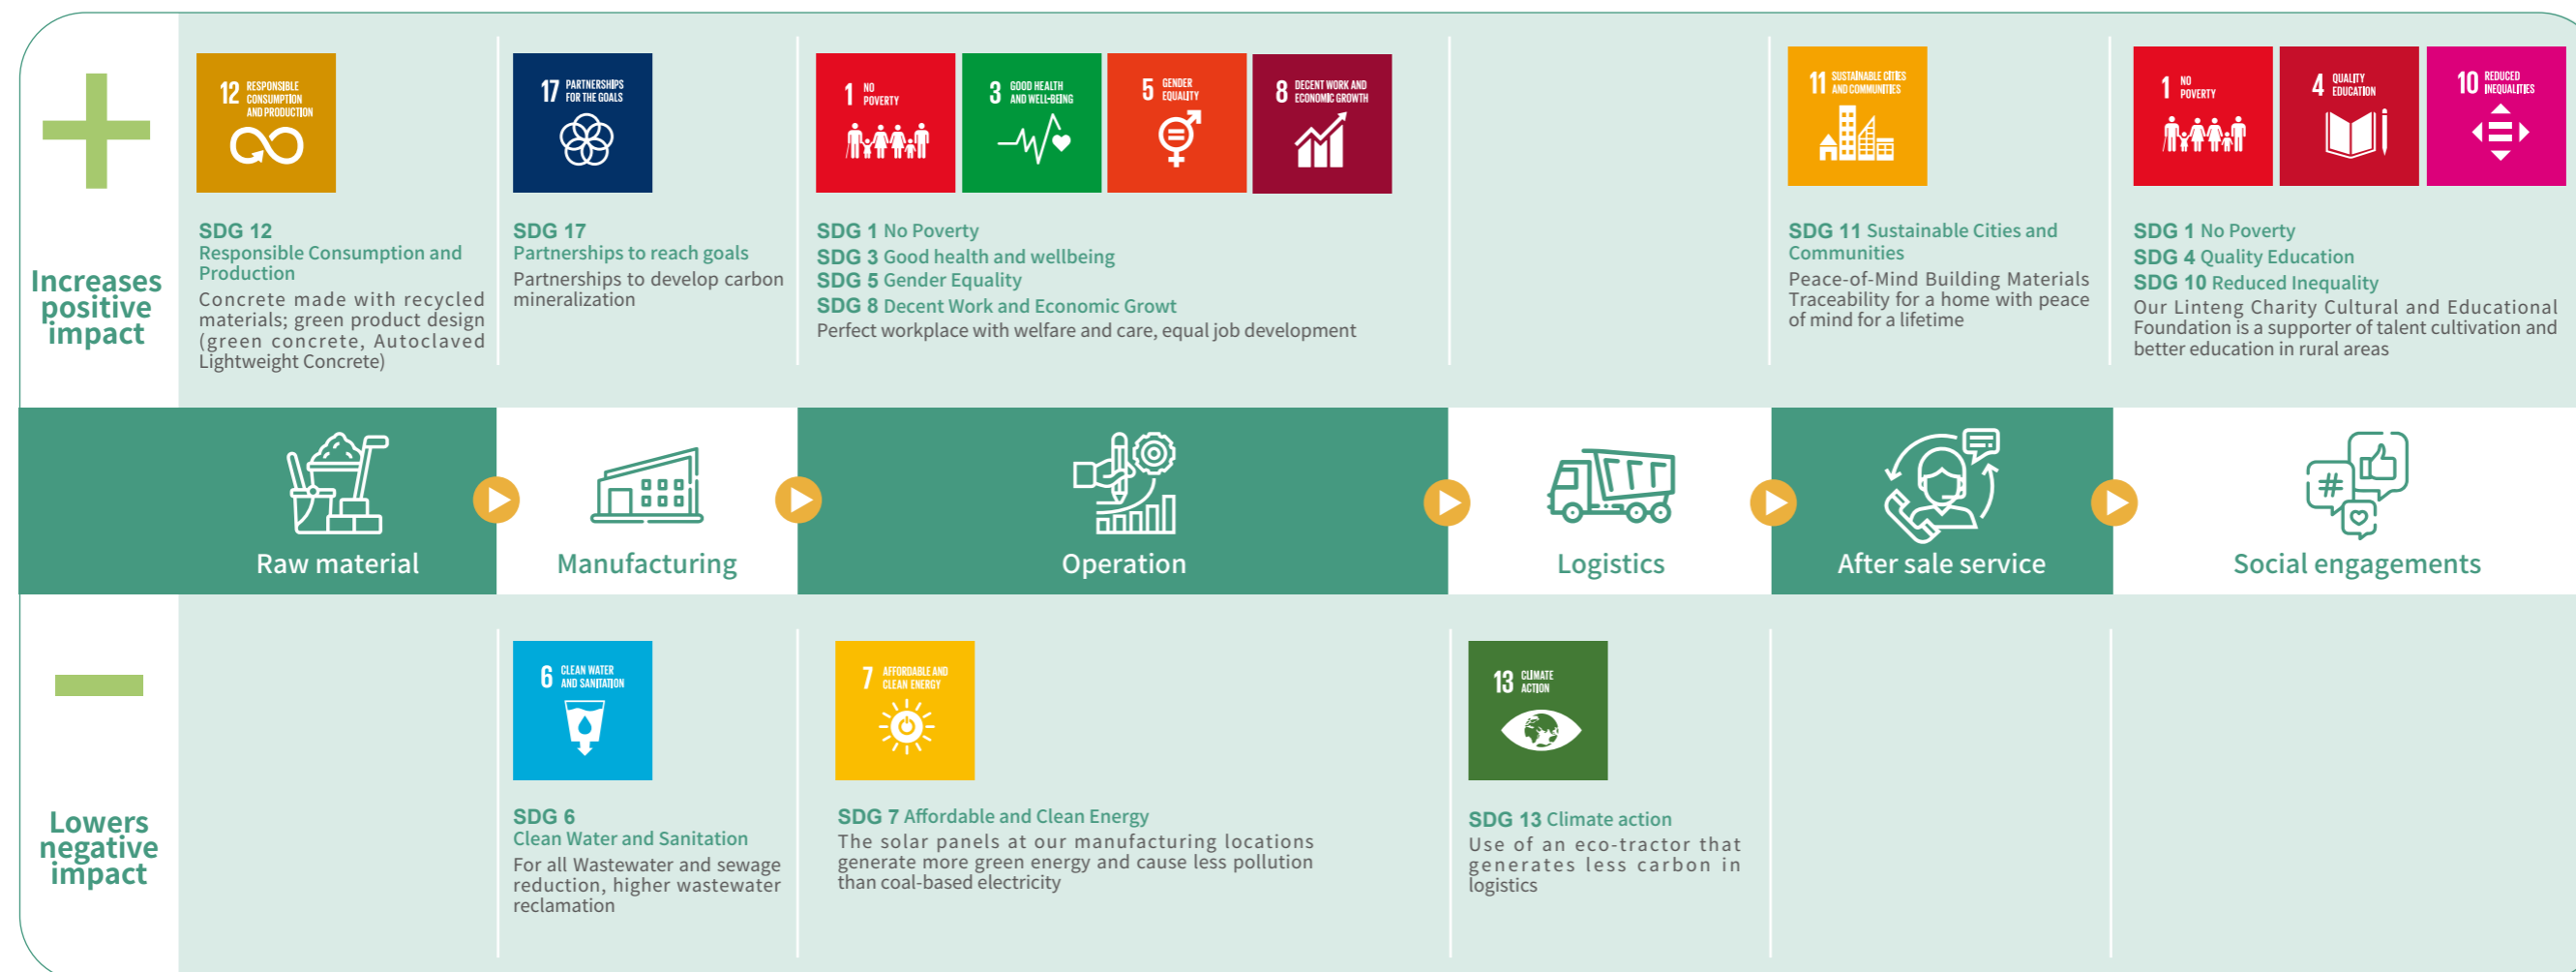 Increases
positive
impact
12 RESPONSIBLE
CONSUMPTION
AND PRODUCTION
SDG 12
Responsible Consumption and
Production
Concrete made with recycled
materials; green product design
(green concrete, Autoclaved
Lightweight Concrete)
17 PARTNERSHIPS
FOR THE GOALS
SDG 17
Partnerships to reach goals
Partnerships to develop carbon
mineralization
1 NO
POVERTY
3 GOOD HEALTH
AND WELL-BEING
5 GENDER
EQUALITY
8 DECENT WORK AND
ECONOMIC GROWTH
SDG 1 No Poverty
SDG 3 Good health and wellbeing
SDG 5 Gender Equality
SDG 8 Decent Work and Economic Growt
Perfect workplace with welfare and care, equal job development
11 SUSTAINABLE CITIES
AND COMMUNITIES
SDG 11 Sustainable Cities and
Communities
Peace-of-Mind Building Materials
Traceability for a home with peace
of mind for a lifetime
1 NO
POVERTY
4 QUALITY
EDUCATION
10 REDUCED
INEQUALITIES
SDG 1 No Poverty
SDG 4 Quality Education
SDG 10 Reduced Inequality
Our Linteng Charity Cultural and Educational
Foundation is a supporter of talent cultivation and
better education in rural areas
Raw material
Manufacturing
Operation
Logistics
After sale service
#
Social engagements
Lowers
negative
impact
6 CLEAN WATER
AND SANITATION
SDG 6
Clean Water and Sanitation
For all Wastewater and sewage
reduction, higher wastewater
reclamation
7 AFFORDABLE AND
CLEAN ENERGY
SDG 7 Affordable and Clean Energy
The solar panels at our manufacturing locations
generate more green energy and cause less pollution
than coal-based electricity
13 CLIMATE
ACTION
SDG 13 Climate action
Use of an eco-tractor that
generates less carbon in
logistics